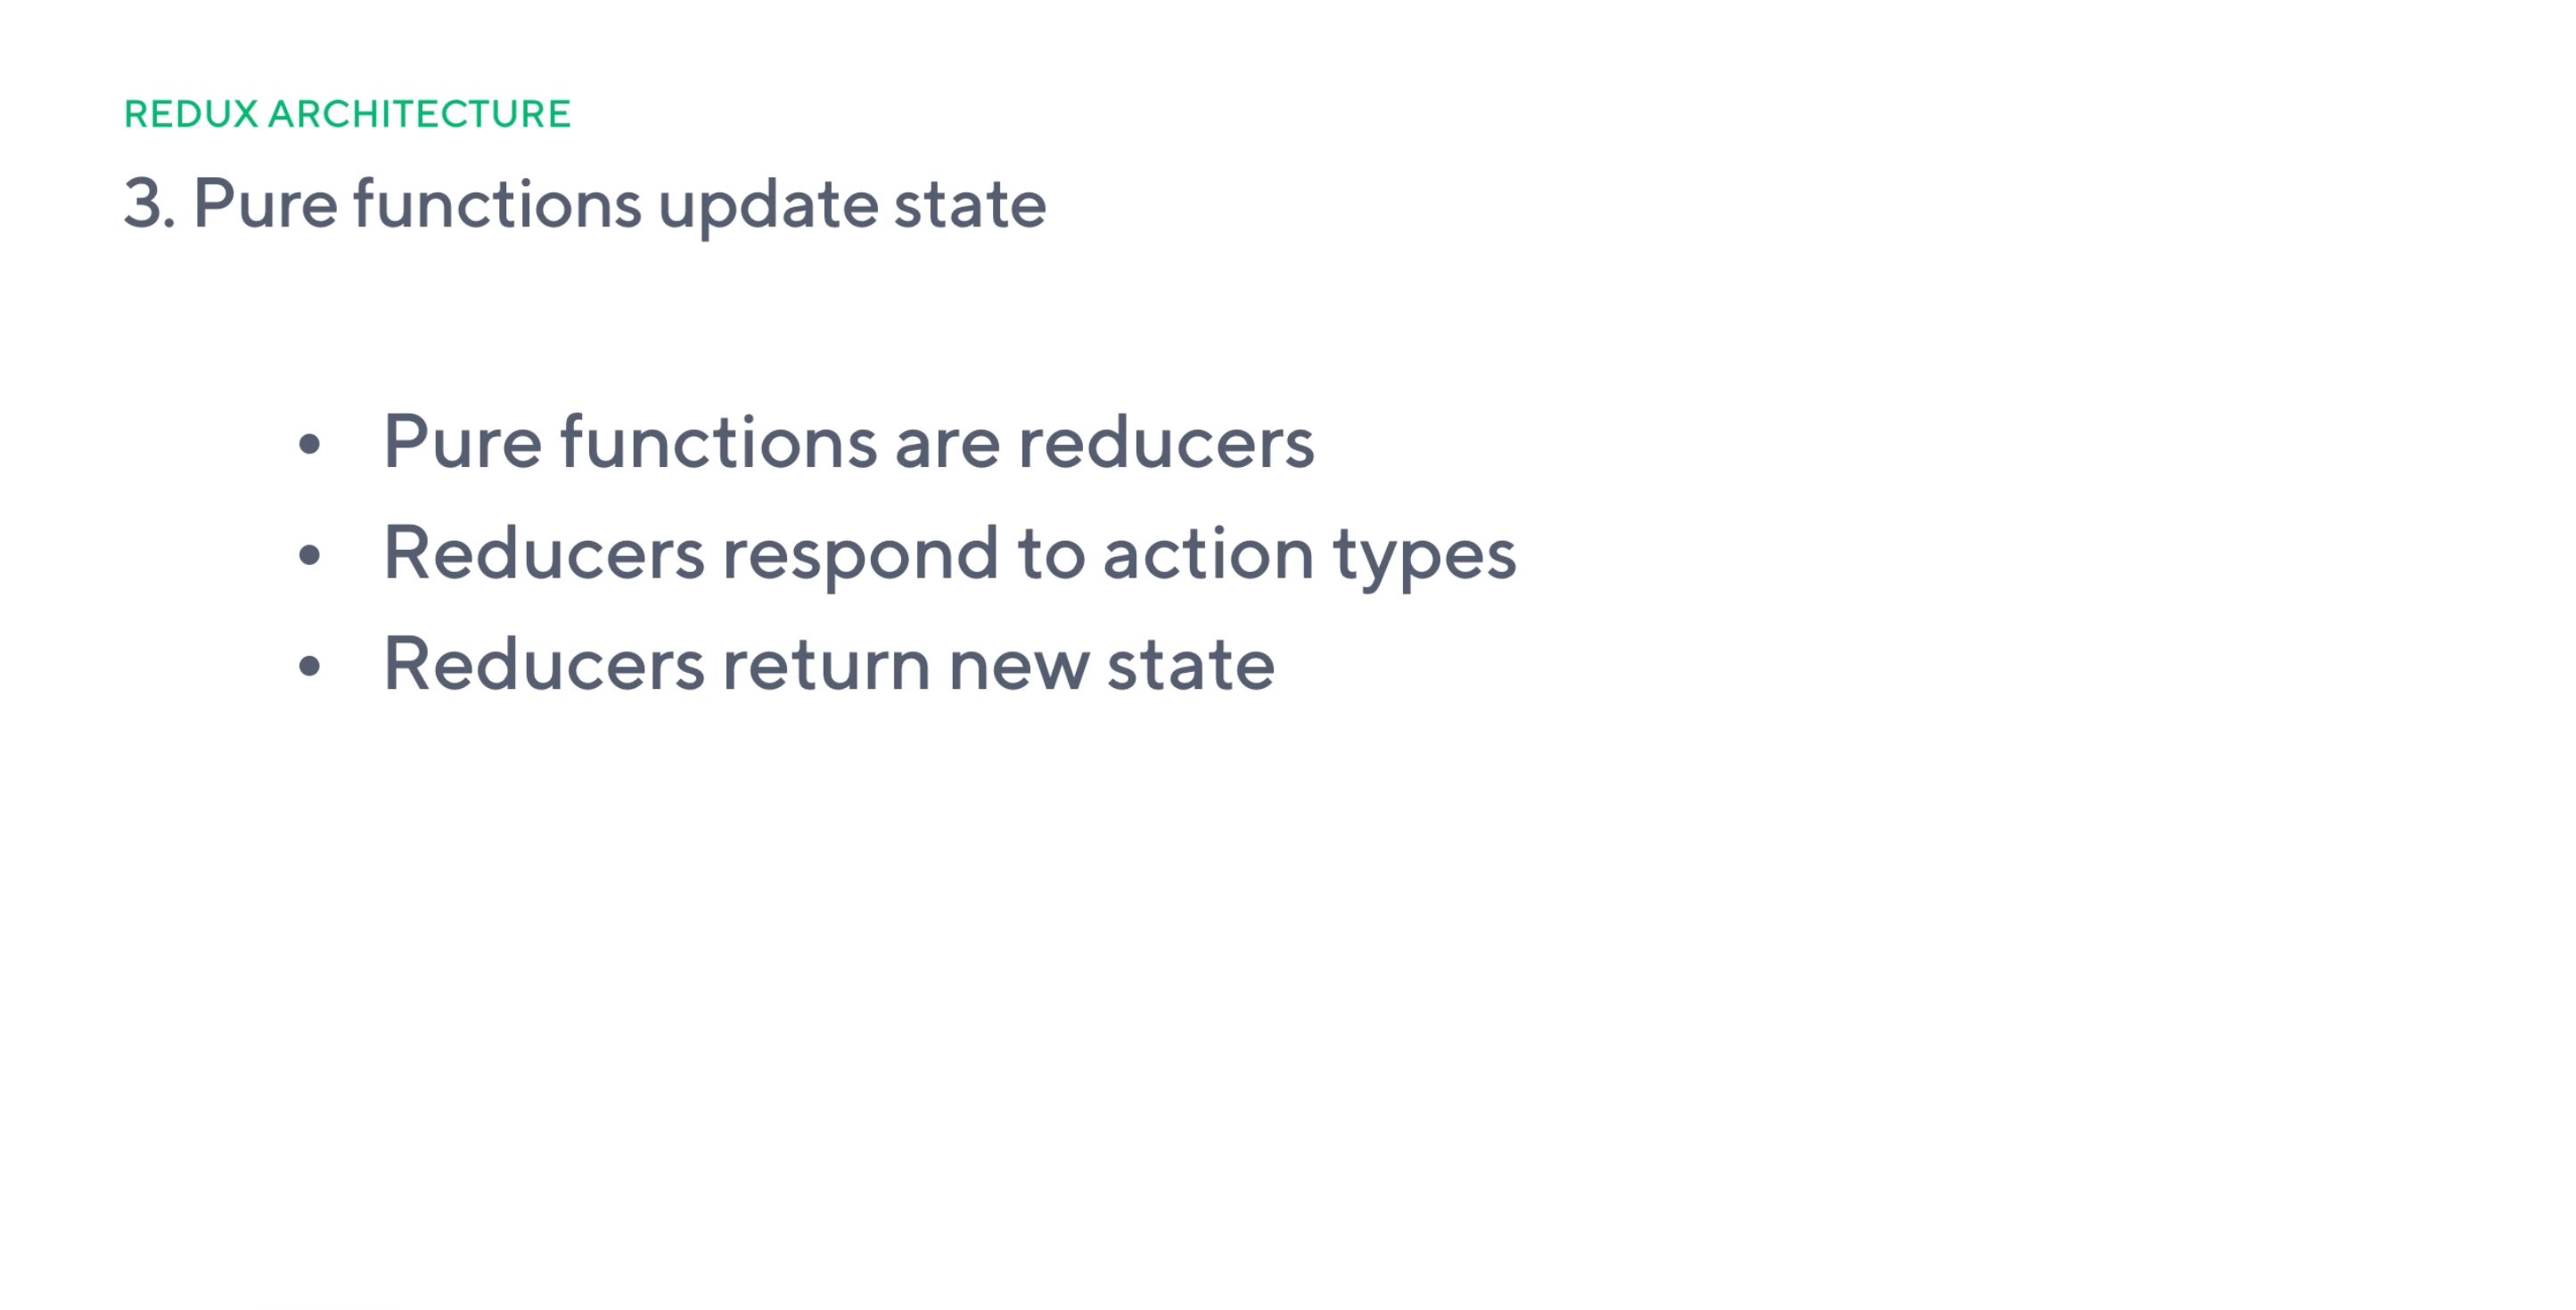 REDUX ARCHITECTURE
3. Pure functions update state
• Pure functions are reducers
• Reducers respond to action types
• Reducers return new state